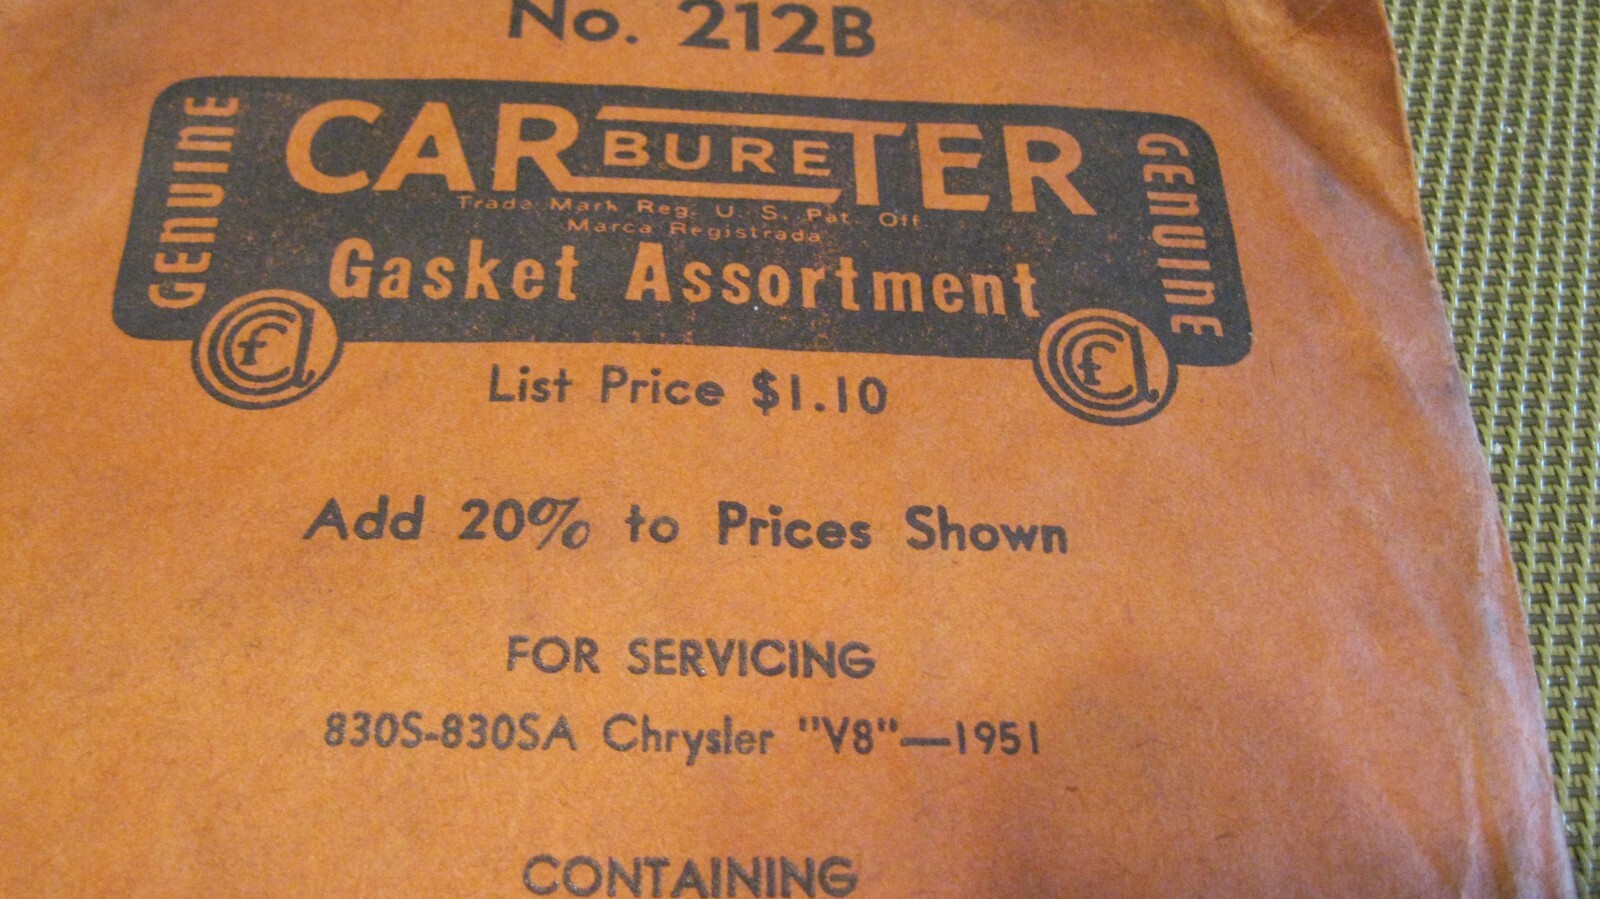 No. 212B
GENUINE
CARBURETER
GENUINE
Trade Mark Reg. U. S. Pat. Off.
Marca Registrada
Gasket Assortment
List Price $1.10
Add 20% to Prices Shown
FOR SERVICING
830S-830SA Chrysler "V8"—1951
CONTAINING